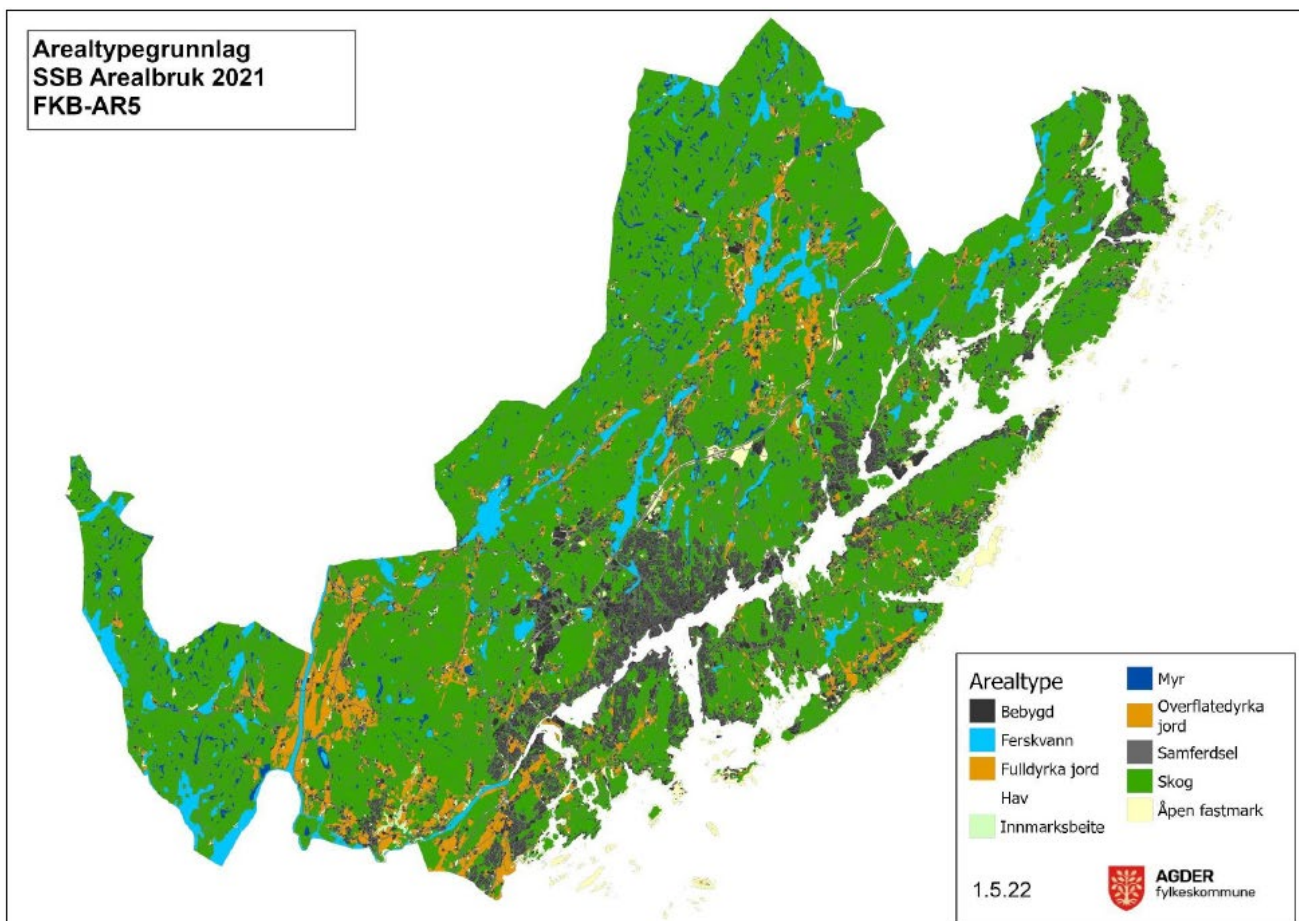 Arealtypegrunnlag
SSB Arealbruk 2021
FKB-AR5
Arealtype
Bebygd
Ferskvann
Fulldyrka jord
Hav
Innmarksbeite
Myr
Overflatedyrka
jord
Samferdsel
Skog
Åpen fastmark
1.5.22
AGDER
fylkeskommune